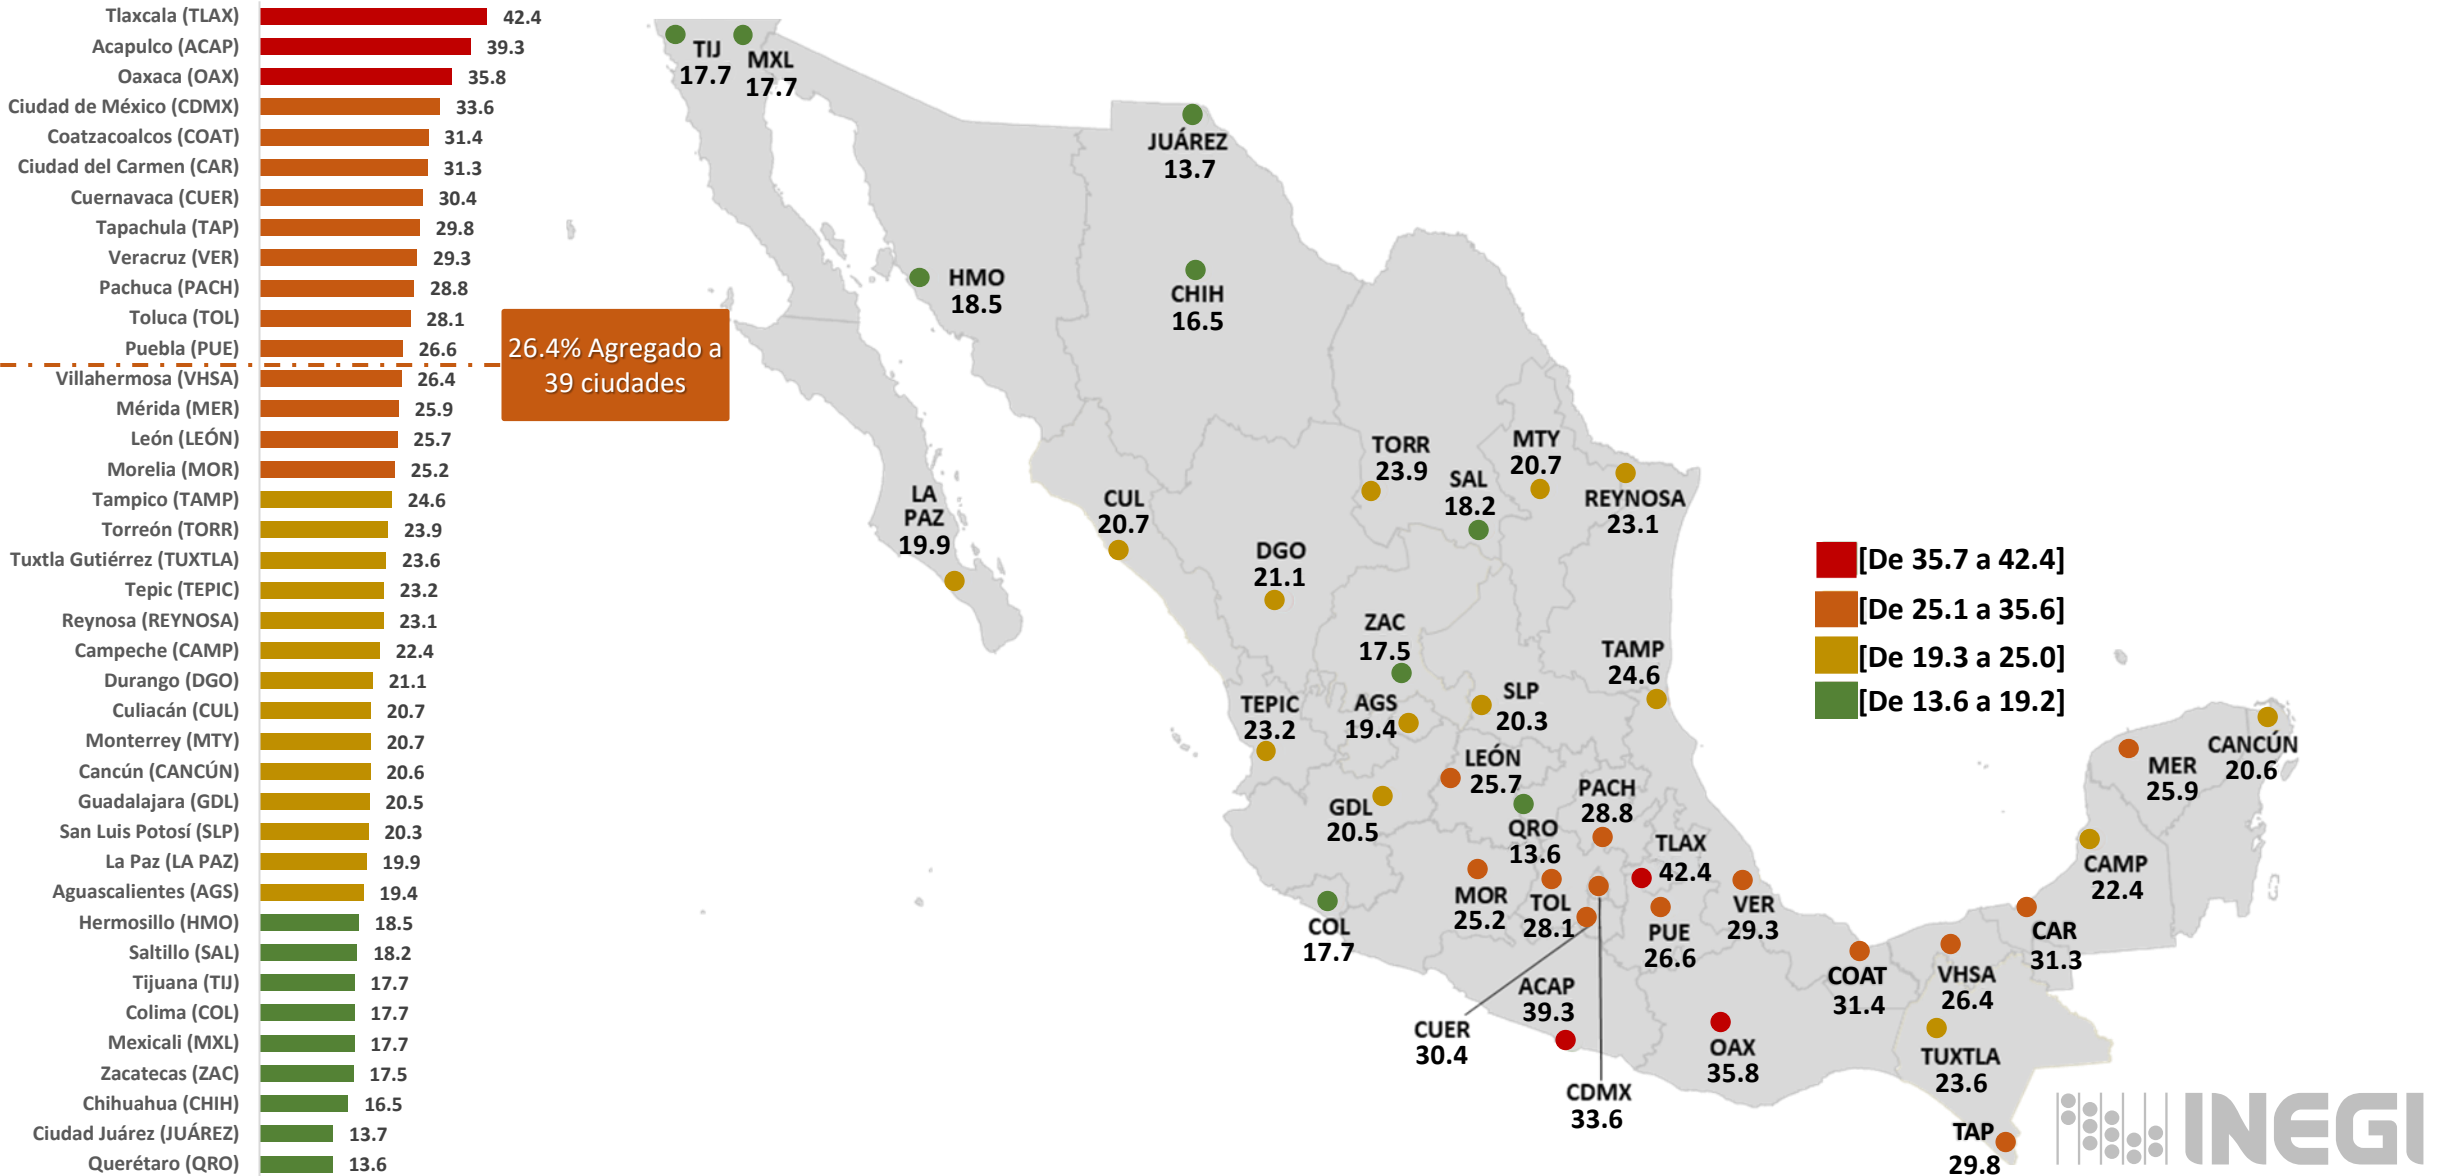 Tlaxcala (TLAX) 42.4
Acapulco (ACAP) 39.3
Oaxaca (OAX) 35.8
Ciudad de México (CDMX) 33.6
Coatzacoalcos (COAT) 31.4
Ciudad del Carmen (CAR) 31.3
Cuernavaca (CUER) 30.4
Tapachula (TAP) 29.8
Veracruz (VER) 29.3
Pachuca (PACH) 28.8
Toluca (TOL) 28.1
Puebla (PUE) 26.6
Villahermosa (VHSA) 26.4
Mérida (MER) 25.9
León (LEÓN) 25.7
Morelia (MOR) 25.2
Tampico (TAMP) 24.6
Torreón (TORR) 23.9
Tuxtla Gutiérrez (TUXTLA) 23.6
Tepic (TEPIC) 23.2
Reynosa (REYNOSA) 23.1
Campeche (CAMP) 22.4
Durango (DGO) 21.1
Culiacán (CUL) 20.7
Monterrey (MTY) 20.7
Cancún (CANCÚN) 20.6
Guadalajara (GDL) 20.5
San Luis Potosí (SLP) 20.3
La Paz (LA PAZ) 19.9
Aguascalientes (AGS) 19.4
Hermosillo (HMO) 18.5
Saltillo (SAL) 18.2
Tijuana (TIJ) 17.7
Colima (COL) 17.7
Mexicali (MXL) 17.7
Zacatecas (ZAC) 17.5
Chihuahua (CHIH) 16.5
Ciudad Juárez (JUÁREZ) 13.7
Querétaro (QRO) 13.6
26.4% Agregado a
39 ciudades
TIJ
17.7
MXL
17.7
JUÁREZ
13.7
HMO
18.5
CHIH
16.5
LA
PAZ
19.9
CUL
20.7
TORR
23.9
SAL
18.2
MTY
20.7
REYNOSA
23.1
DGO
21.1
ZAC
17.5
TAMP
24.6
TEPIC
23.2
AGS
19.4
SLP
20.3
LEÓN
25.7
GDL
20.5
PACH
28.8
QRO
13.6
TLAX
42.4
COL
17.7
MOR
25.2
TOL
28.1
PUE
26.6
VER
29.3
CUER
30.4
ACAP
39.3
CDMX
33.6
OAX
35.8
COAT
31.4
VHSA
26.4
TUXTLA
23.6
TAP
29.8
CAR
31.3
CAMP
22.4
MER
25.9
CANCÚN
20.6
[De 35.7 a 42.4]
[De 25.1 a 35.6]
[De 19.3 a 25.0]
[De 13.6 a 19.2]
INEGI